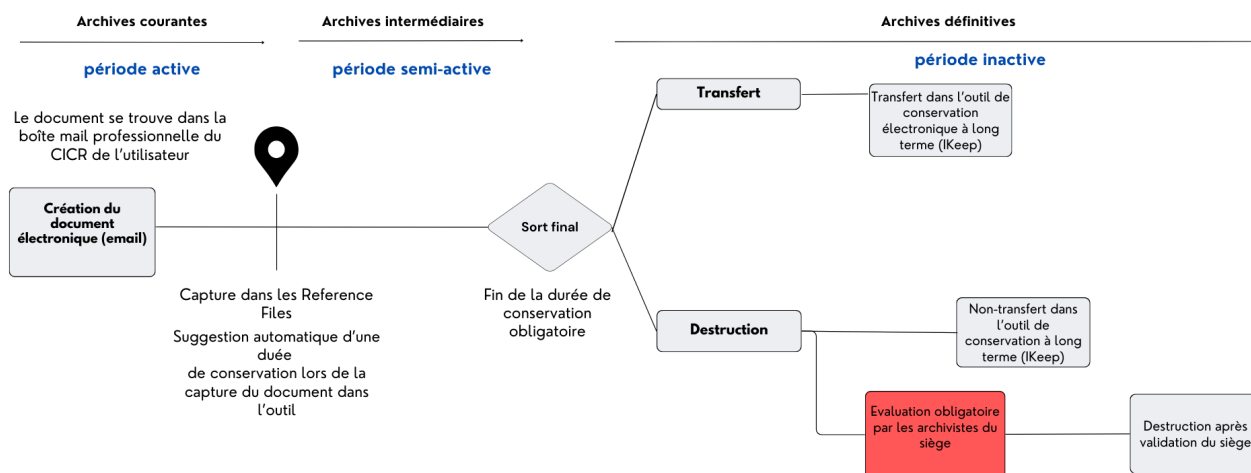 Archives courantes
Archives intermédiaires
Archives définitives
période active
période semi-active
période inactive
Le document se trouve dans la
boîte mail professionnelle du
CICR de l'utilisateur
Création du
document
électronique (email)
Capture dans les Reference
Files
Suggestion automatique d'une
duée
de conservation lors de la
capture du document dans
l'outil
Sort final
Fin de la durée de
conservation
obligatoire
Transfert
Transfert dans l'outil de
conservation
électronique à long
terme (IKeep)
Destruction
Non-transfert dans
l'outil de
conservation à long
terme (IKeep)
Evaluation obligatoire
par les archivistes du
siège
Destruction après
validation du siège